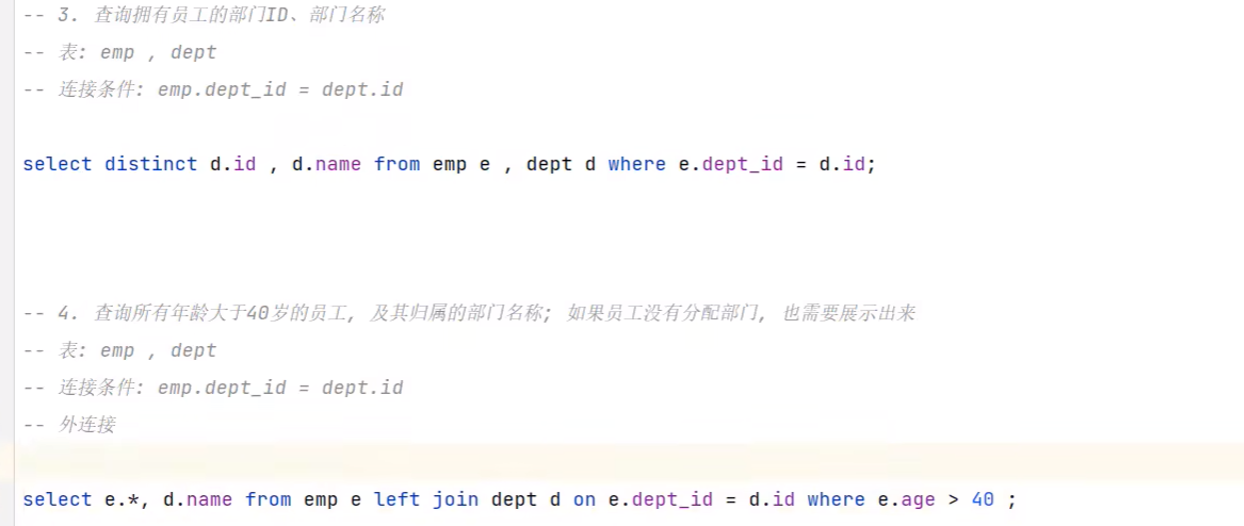 -- 3. 查询拥有员工的部门ID、部门名称
-- 表: emp , dept
-- 连接条件: emp.dept_id = dept.id
select distinct d.id , d.name from emp e , dept d where e.dept_id = d.id;
-- 4. 查询所有年龄大于40岁的员工, 及其归属的部门名称; 如果员工没有分配部门, 也需要展示出来
-- 表: emp , dept
-- 连接条件: emp.dept_id = dept.id
-- 外连接
select e.*, d.name from emp e left join dept d on e.dept_id = d.id where e.age > 40 ;